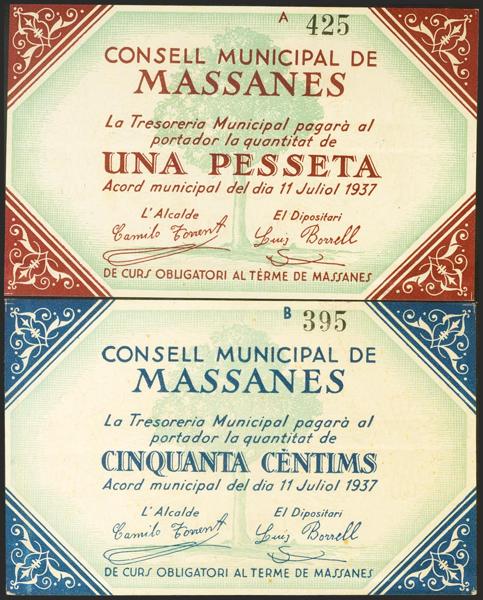 A 425
CONSELL MUNICIPAL DE
MASSANES
La Tresoreria Municipal pagarà al
portador la quantitat de
UNA PESSETA
Acord municipal del dia 11 Juliol 1937
L'Alcalde El Dipositari
Camilo Torrent Luis Borrell
DE CURS OBLIGATORI AL TÈRME DE MASSANES
B 395
CONSELL MUNICIPAL DE
MASSANES
La Tresoreria Municipal pagarà al
portador la quantitat de
CINQUANTA CÈNTIMS
Acord municipal del dia 11 Juliol 1937
L'Alcalde El Dipositari
Camilo Torrent Luis Borrell
DE CURS OBLIGATORI AL TERME DE MASSANES